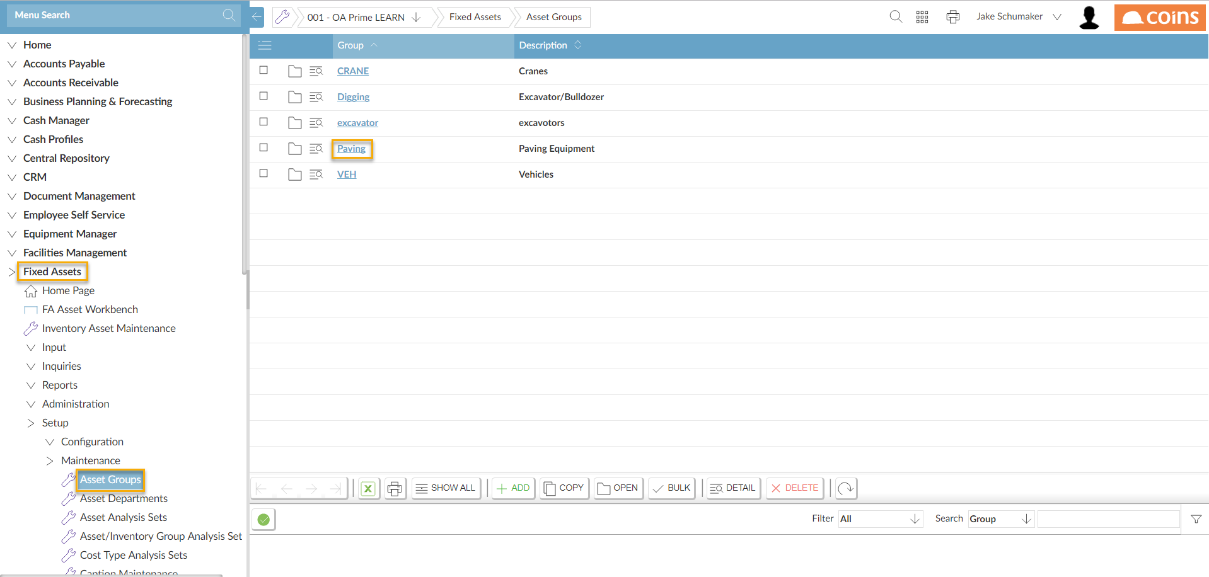 Menu Search
001 - OA Prime LEARN
Fixed Assets
Asset Groups
Jake Schumaker
COINS
Home
Accounts Payable
Accounts Receivable
Business Planning & Forecasting
Cash Manager
Cash Profiles
Central Repository
CRM
Document Management
Employee Self Service
Equipment Manager
Facilities Management
Fixed Assets
Home Page
FA Asset Workbench
Inventory Asset Maintenance
Input
Inquiries
Reports
Administration
Setup
Configuration
Maintenance
Asset Groups
Asset Departments
Asset Analysis Sets
Asset/Inventory Group Analysis Set
Cost Type Analysis Sets
Caption Maintenance
Group Description
CRANE Cranes
Digging Excavator/Bulldozer
excavator excavotors
Paving Paving Equipment
VEH Vehicles
SHOW ALL ADD COPY OPEN BULK DETAIL DELETE
Filter All Search Group